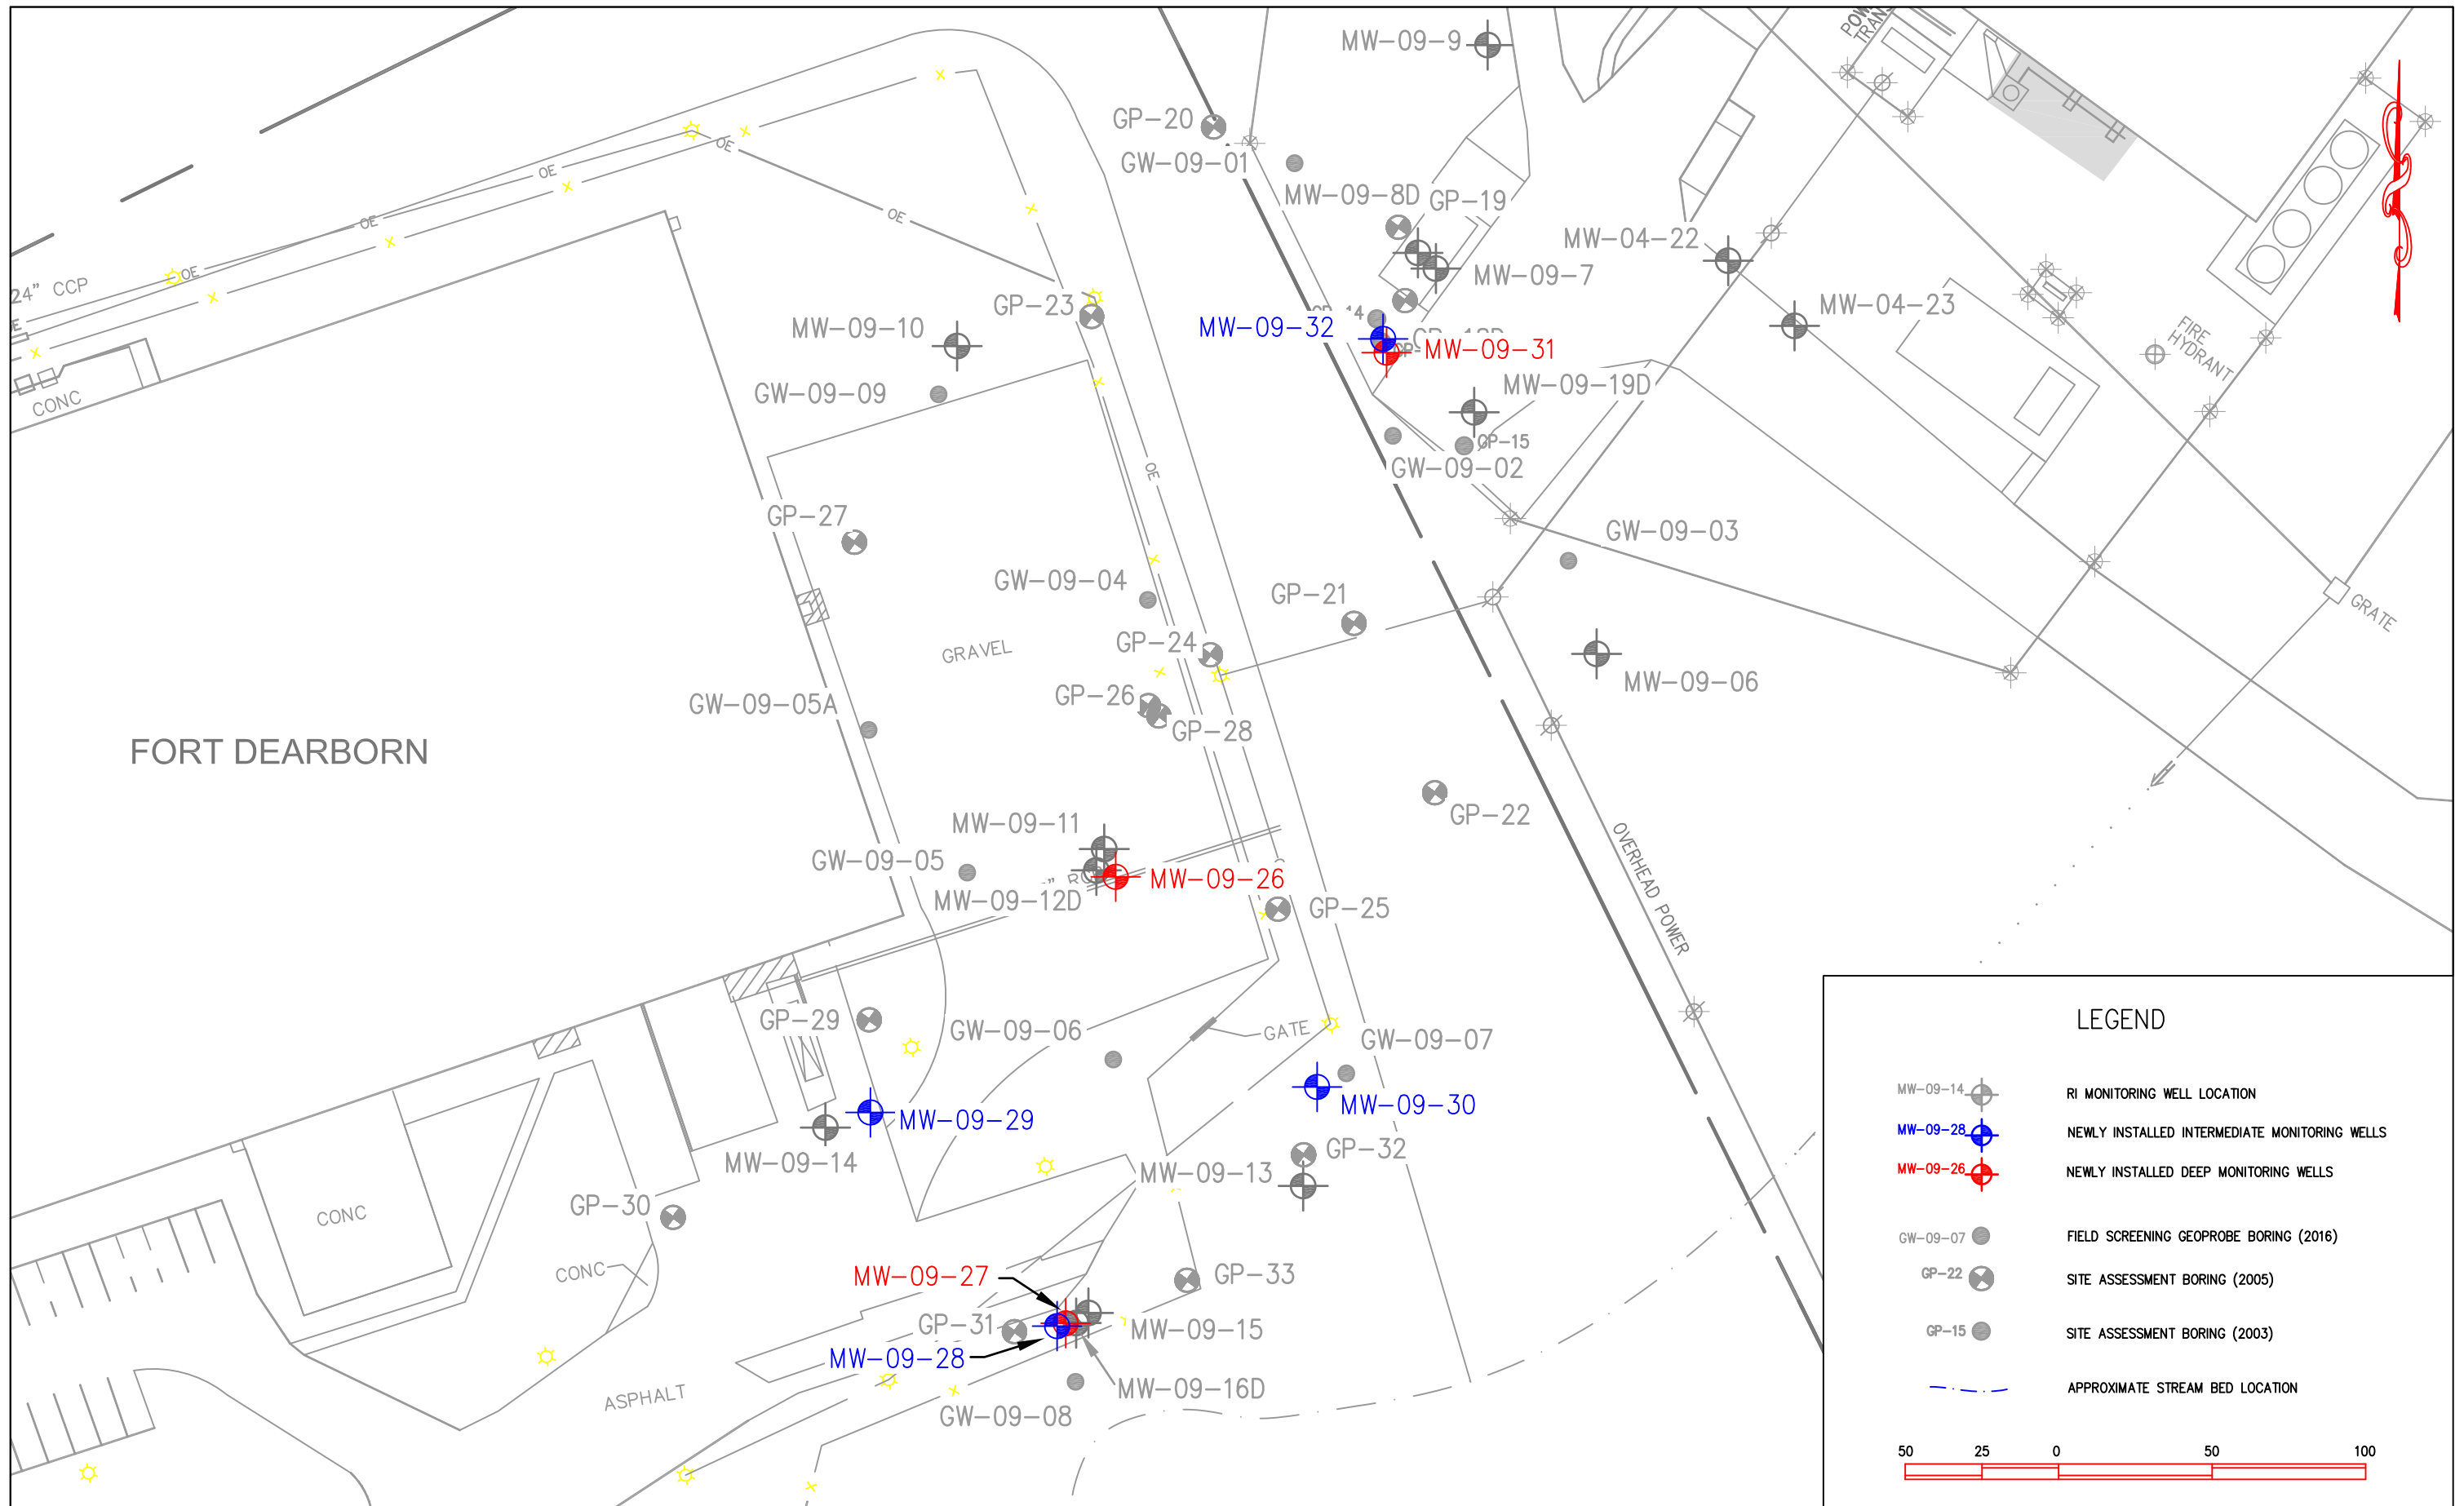 POW
TRANS
MW-09-9
GP-20
GW-09-01
MW-09-8D
GP-19
MW-04-22
MW-09-7
OE
OE
OE
OE
OE
OE
24" CCP
GP-23
MW-09-10
MW-09-32
MW-09-31
MW-04-23
FIRE
HYDRANT
CONC
GW-09-09
MW-09-19D
GP-15
GW-09-02
GP-27
GW-09-03
GW-09-04
GP-21
GRATE
GP-24
GRAVEL
MW-09-06
GP-26
GW-09-05A
GP-28
FORT DEARBORN
GP-22
MW-09-11
OVERHEAD POWER
GW-09-05
MW-09-26
MW-09-12D
GP-25
GP-29
GW-09-06
GATE
GW-09-07
MW-09-30
MW-09-29
MW-09-14
GP-32
MW-09-13
GP-30
CONC
CONC
MW-09-27
GP-33
GP-31
MW-09-15
MW-09-28
MW-09-16D
ASPHALT
GW-09-08
LEGEND
MW-09-14 RI MONITORING WELL LOCATION
MW-09-28 NEWLY INSTALLED INTERMEDIATE MONITORING WELLS
MW-09-26 NEWLY INSTALLED DEEP MONITORING WELLS
GW-09-07 FIELD SCREENING GEOPROBE BORING (2016)
GP-22 SITE ASSESSMENT BORING (2005)
GP-15 SITE ASSESSMENT BORING (2003)
APPROXIMATE STREAM BED LOCATION
50 25 0 50 100